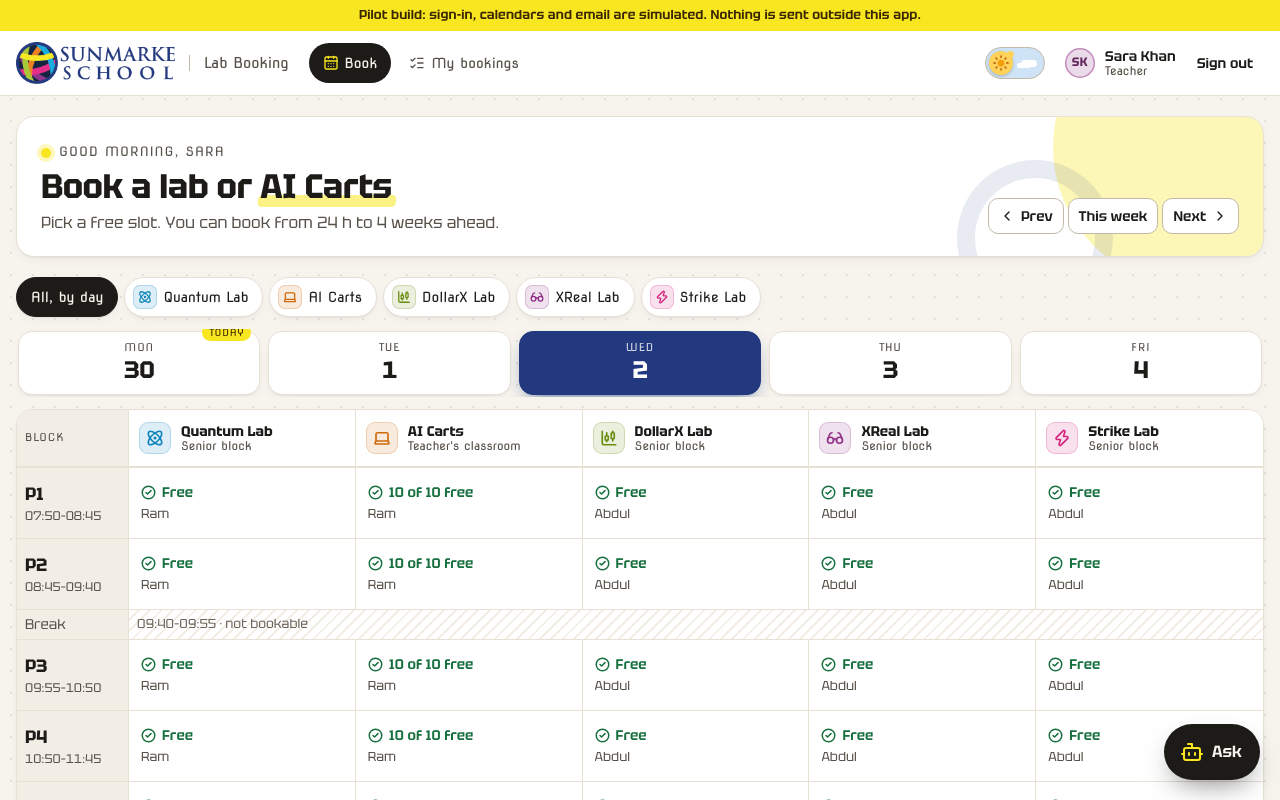 Pilot build: sign-in, calendars and email are simulated. Nothing is sent outside this app.
SUNMARKE SCHOOL
Lab Booking
Book
My bookings
SK
Sara Khan
Teacher
Sign out
GOOD MORNING, SARA
Book a lab or AI Carts
Pick a free slot. You can book from 24 h to 4 weeks ahead.
Prev
This week
Next
All, by day
Quantum Lab
AI Carts
DollarX Lab
XReal Lab
Strike Lab
TODAY
MON
30
TUE
1
WED
2
THU
3
FRI
4
BLOCK
Quantum Lab
Senior block
AI Carts
Teacher's classroom
DollarX Lab
Senior block
XReal Lab
Senior block
Strike Lab
Senior block
P1
07:50-08:45
Free
Ram
10 of 10 free
Ram
Free
Abdul
Free
Abdul
Free
Abdul
P2
08:45-09:40
Free
Ram
10 of 10 free
Ram
Free
Abdul
Free
Abdul
Free
Abdul
Break
09:40-09:55 · not bookable
P3
09:55-10:50
Free
Ram
10 of 10 free
Ram
Free
Abdul
Free
Abdul
Free
Abdul
P4
10:50-11:45
Free
Ram
10 of 10 free
Ram
Free
Abdul
Free
Abdul
Free
Abdul
Ask